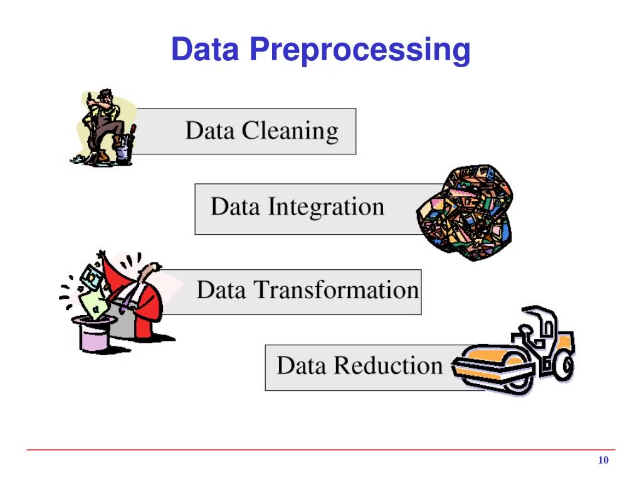 Data Preprocessing
Data Cleaning
Data Integration
Data Transformation
Data Reduction
10